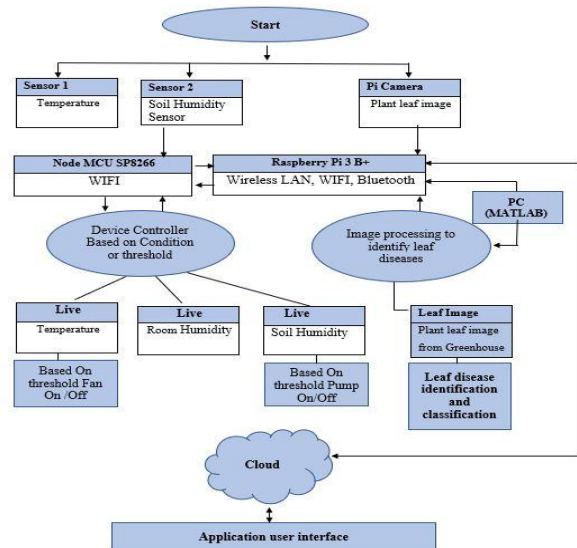 Start
Sensor 1
Temperature
Sensor 2
Soil Humidity
Sensor
Pi Camera
Plant leaf image
Node MCU SP8266
WIFI
Raspberry Pi 3 B+
Wireless LAN, WIFI, Bluetooth
PC
(MATLAB)
Device Controller
Based on Condition
or threshold
Image processing to
identify leaf
diseases
Live
Temperature
Live
Room Humidity
Live
Soil Humidity
Leaf Image
Plant leaf image
from Greenhouse
Based On
threshold Fan
On /Off
Based On
threshold Pump
On/Off
Leaf disease
identification
and
classification
Cloud
Application user interface